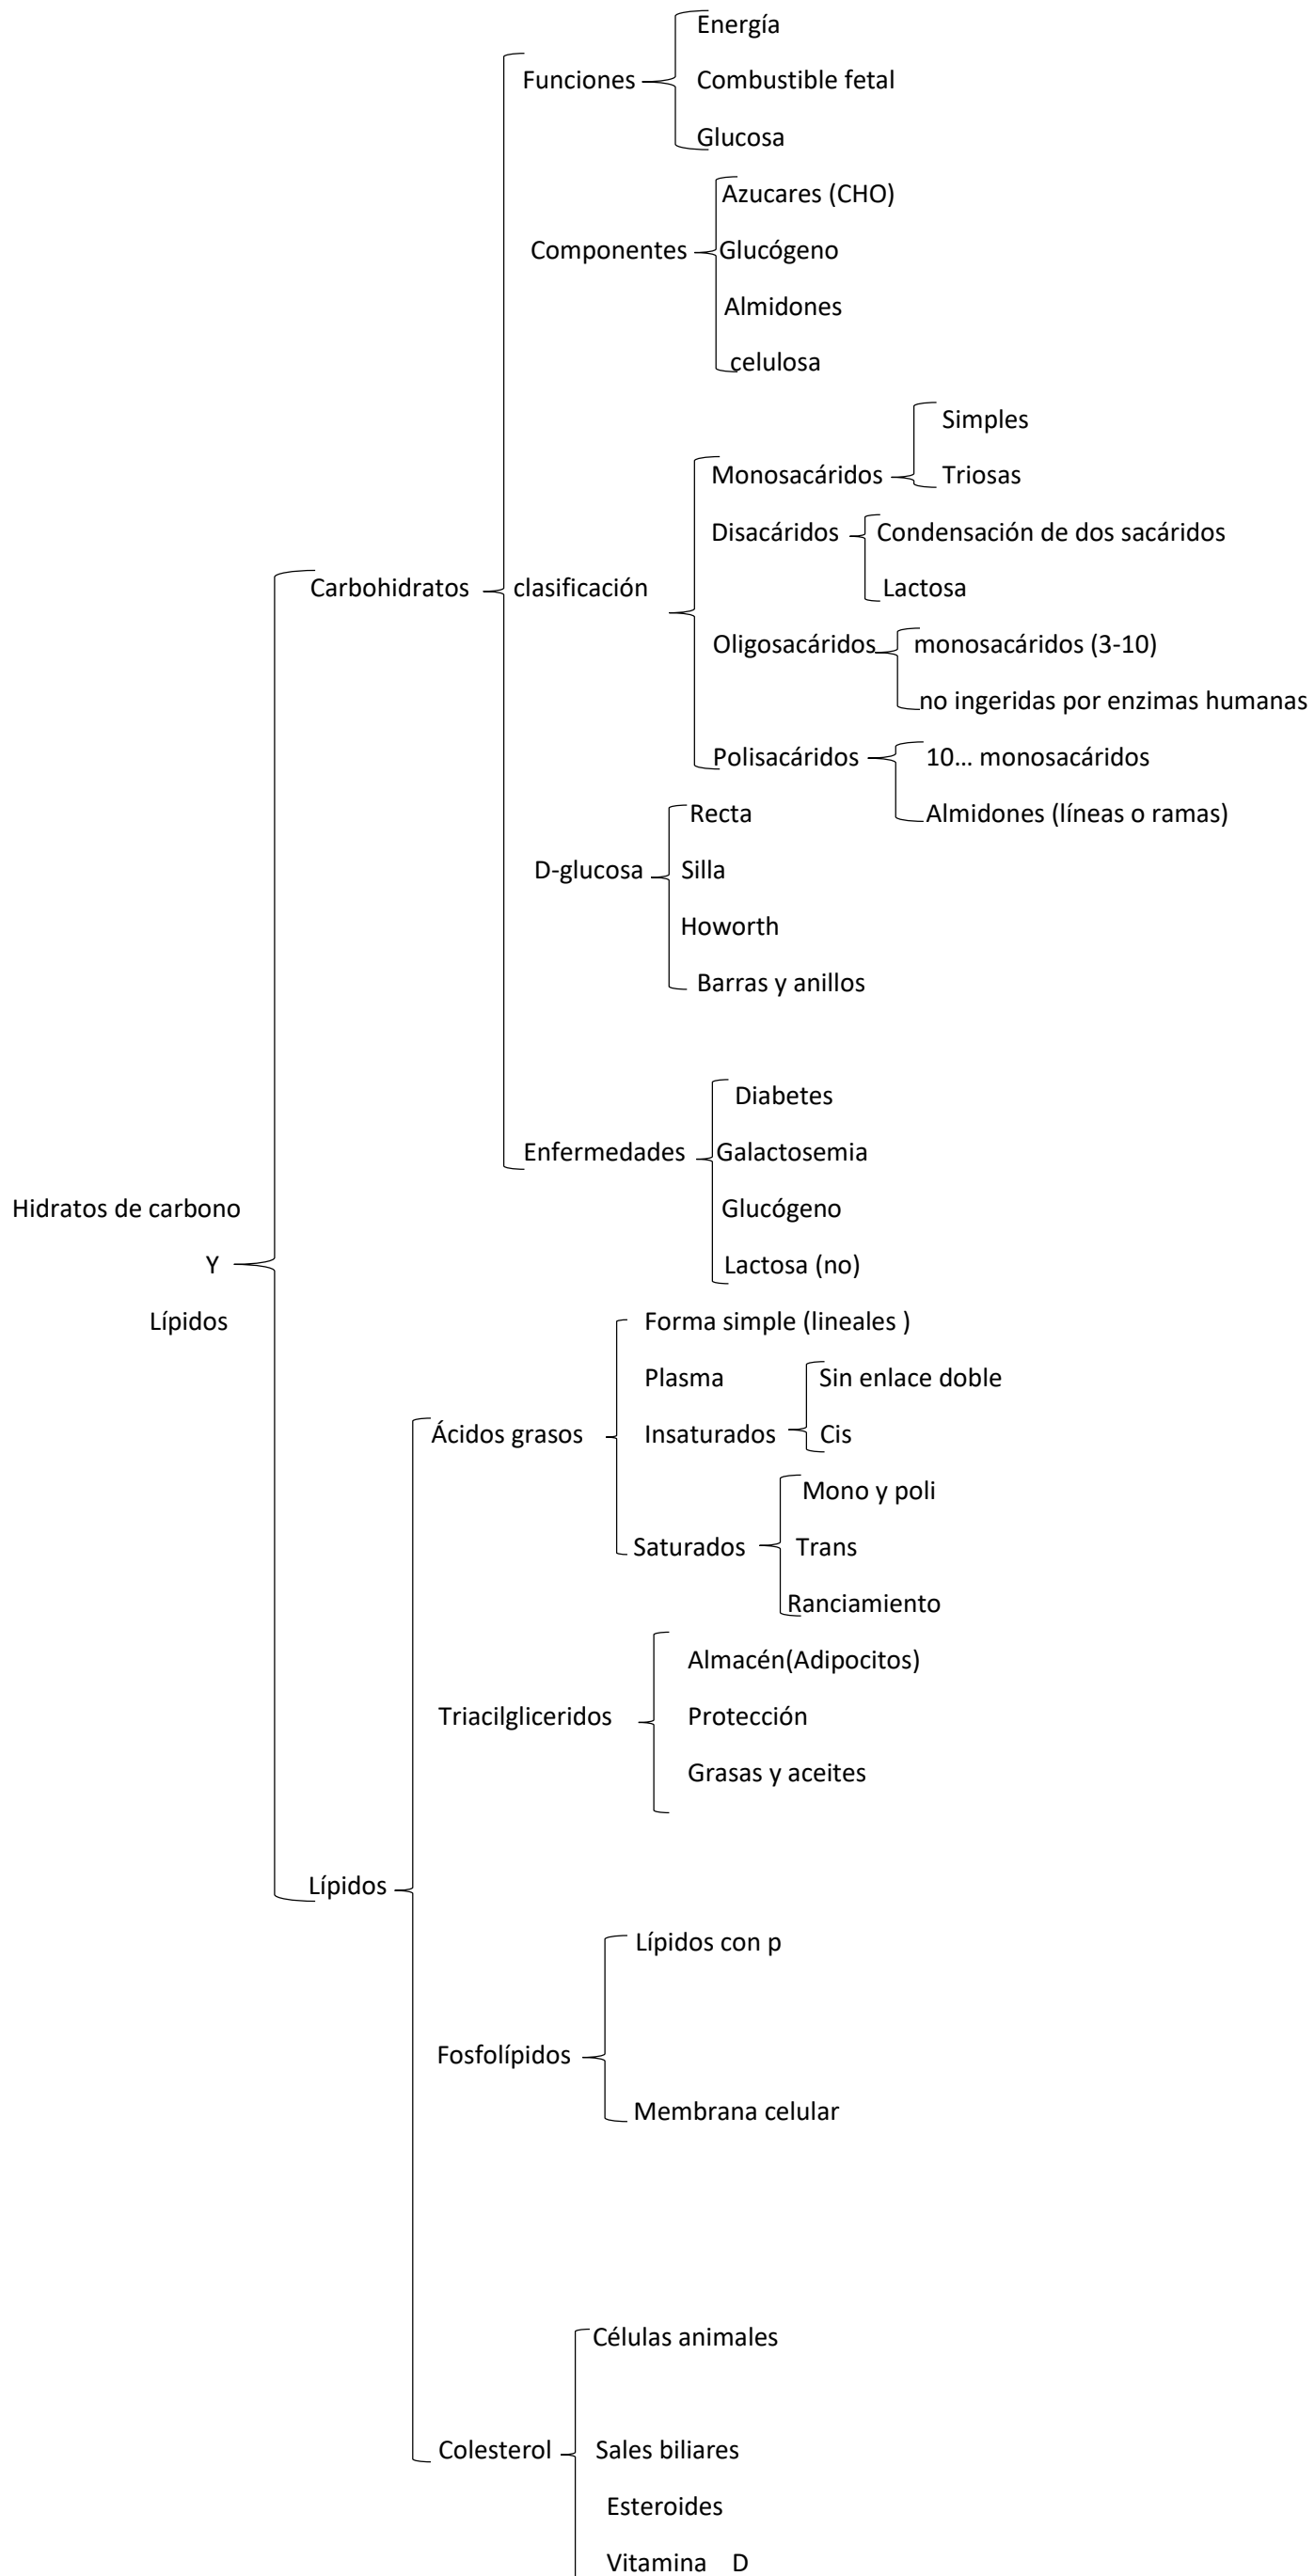 Energía
Funciones
Combustible fetal
Glucosa
Azucares (CHO)
Componentes
Glucógeno
Almidones
celulosa
Simples
Monosacáridos
Triosas
Disacáridos
Condensación de dos sacáridos
Carbohidratos
clasificación
Lactosa
Oligosacáridos
monosacáridos (3-10)
no ingeridas por enzimas humanas
Polisacáridos
10... monosacáridos
Recta
Almidones (líneas o ramas)
D-glucosa
Silla
Howorth
Barras y anillos
Diabetes
Enfermedades
Galactosemia
Hidratos de carbono
Glucógeno
Y
Lactosa (no)
Lípidos
Forma simple (lineales )
Plasma
Sin enlace doble
Ácidos grasos
Insaturados
Cis
Mono y poli
Saturados
Trans
Ranciamiento
Almacén(Adipocitos)
Triacilgliceridos
Protección
Grasas y aceites
Lípidos
Lípidos con p
Fosfolípidos
Membrana celular
Células animales
Colesterol
Sales biliares
Esteroides
Vitamina D